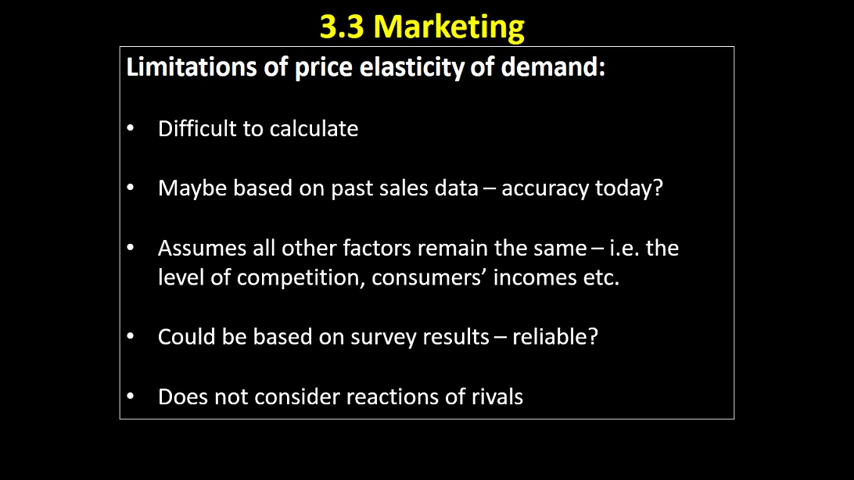 3.3 Marketing
Limitations of price elasticity of demand:
• Difficult to calculate
• Maybe based on past sales data – accuracy today?
• Assumes all other factors remain the same – i.e. the
level of competition, consumers’ incomes etc.
• Could be based on survey results – reliable?
• Does not consider reactions of rivals